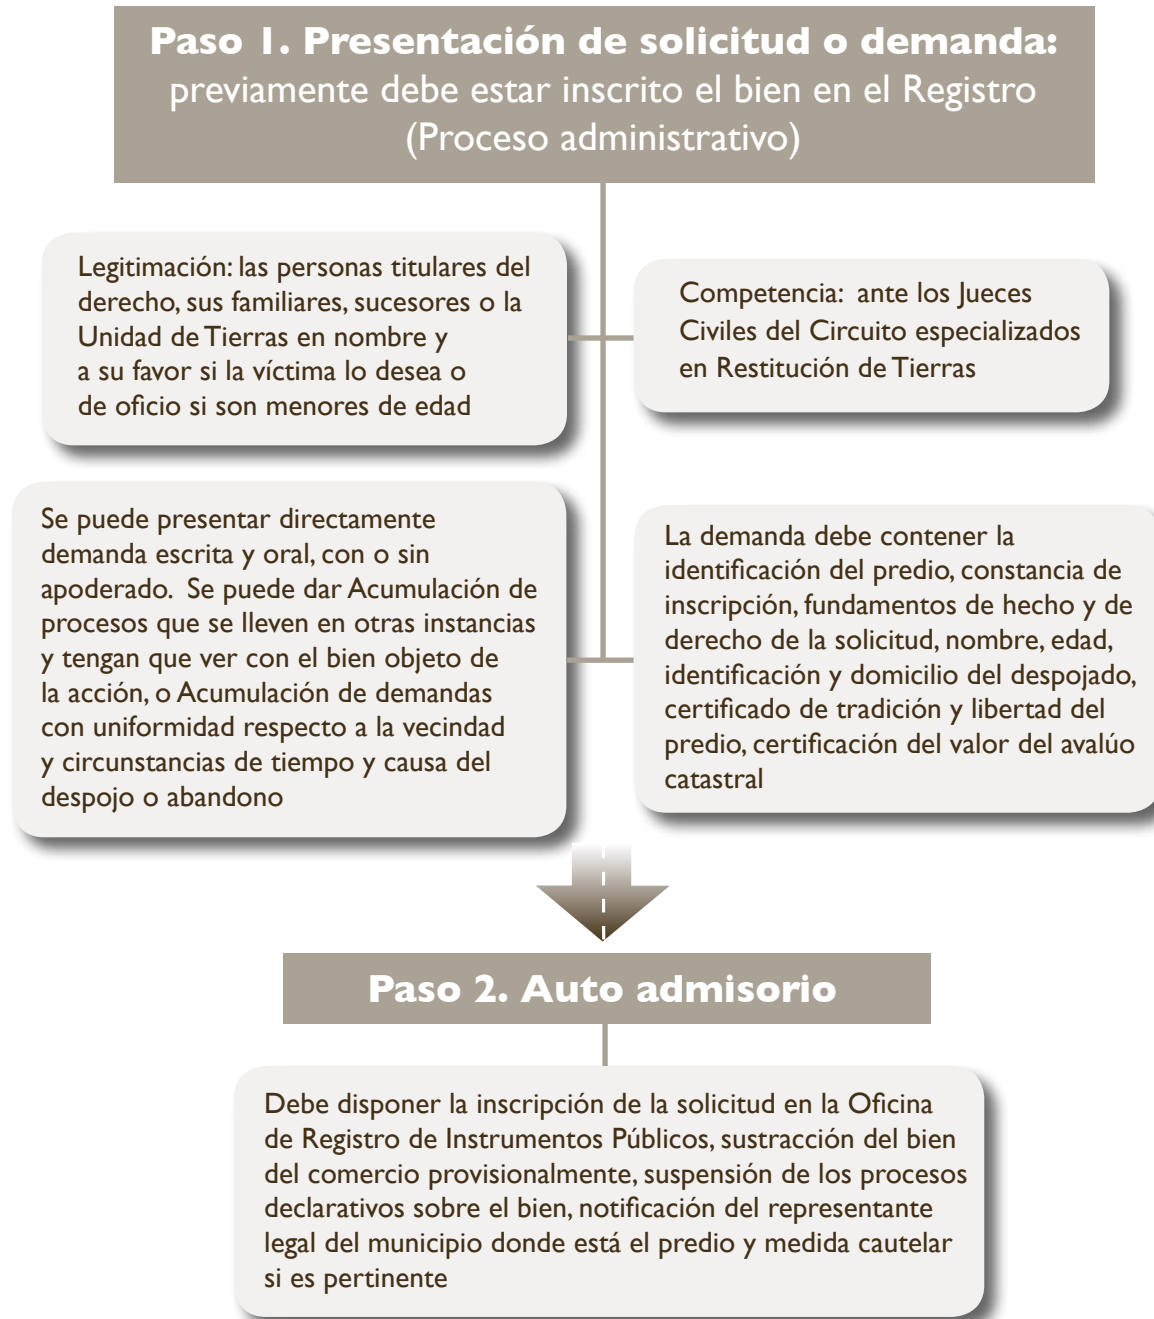 Paso 1. Presentación de solicitud o demanda:
previamente debe estar inscrito el bien en el Registro
(Proceso administrativo)
Legitimación: las personas titulares del
derecho, sus familiares, sucesores o la
Unidad de Tierras en nombre y
a su favor si la víctima lo desea o
de oficio si son menores de edad
Competencia: ante los Jueces
Civiles del Circuito especializados
en Restitución de Tierras
Se puede presentar directamente
demanda escrita y oral, con o sin
apoderado. Se puede dar Acumulación de
procesos que se lleven en otras instancias
y tengan que ver con el bien objeto de
la acción, o Acumulación de demandas
con uniformidad respecto a la vecindad
y circunstancias de tiempo y causa del
despojo o abandono
La demanda debe contener la
identificación del predio, constancia de
inscripción, fundamentos de hecho y de
derecho de la solicitud, nombre, edad,
identificación y domicilio del despojado,
certificado de tradición y libertad del
predio, certificación del valor del avalúo
catastral
Paso 2. Auto admisorio
Debe disponer la inscripción de la solicitud en la Oficina
de Registro de Instrumentos Públicos, sustracción del bien
del comercio provisionalmente, suspensión de los procesos
declarativos sobre el bien, notificación del representante
legal del municipio donde está el predio y medida cautelar
si es pertinente